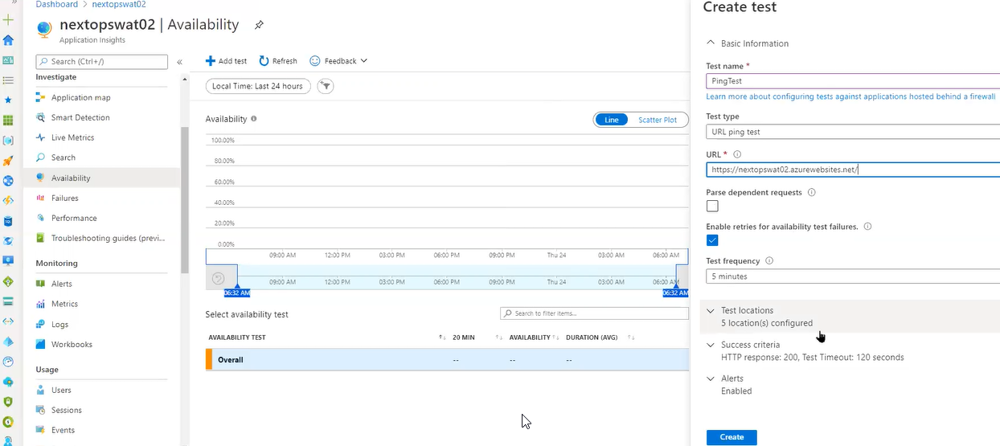 Dashboard > nextopswat02
nextopswat02 | Availability
Application Insights
Search (Ctrl+/)
«
Investigate
Application map
Smart Detection
Live Metrics
Search
Availability
Failures
Performance
Troubleshooting guides (previ...
Monitoring
Alerts
Metrics
Logs
Workbooks
Usage
Users
Sessions
Events
Add test
Refresh
Feedback
Local Time: Last 24 hours
Availability
Line
Scatter Plot
100.00%
80.00%
60.00%
40.00%
20.00%
0.00%
09:00 AM 12:00 PM 03:00 PM 06:00 PM 09:00 PM Thu 24 03:00 AM 06:00 AM
09:00 AM 12:00 PM 03:00 PM 06:00 PM 09:00 PM Thu 24 03:00 AM 06:00 AM
06:32 AM 06:32 AM
Select availability test
Search to filter items...
AVAILABILITY TEST 20 MIN AVAILABILITY DURATION (AVG)
Overall -- -- --
Create test
Basic Information
Test name *
PingTest
Learn more about configuring tests against applications hosted behind a firewall
Test type
URL ping test
URL *
https://nextopswat02.azurewebsites.net/
Parse dependent requests
Enable retries for availability test failures.
Test frequency
5 minutes
Test locations
5 location(s) configured
Success criteria
HTTP response: 200, Test Timeout: 120 seconds
Alerts
Enabled
Create